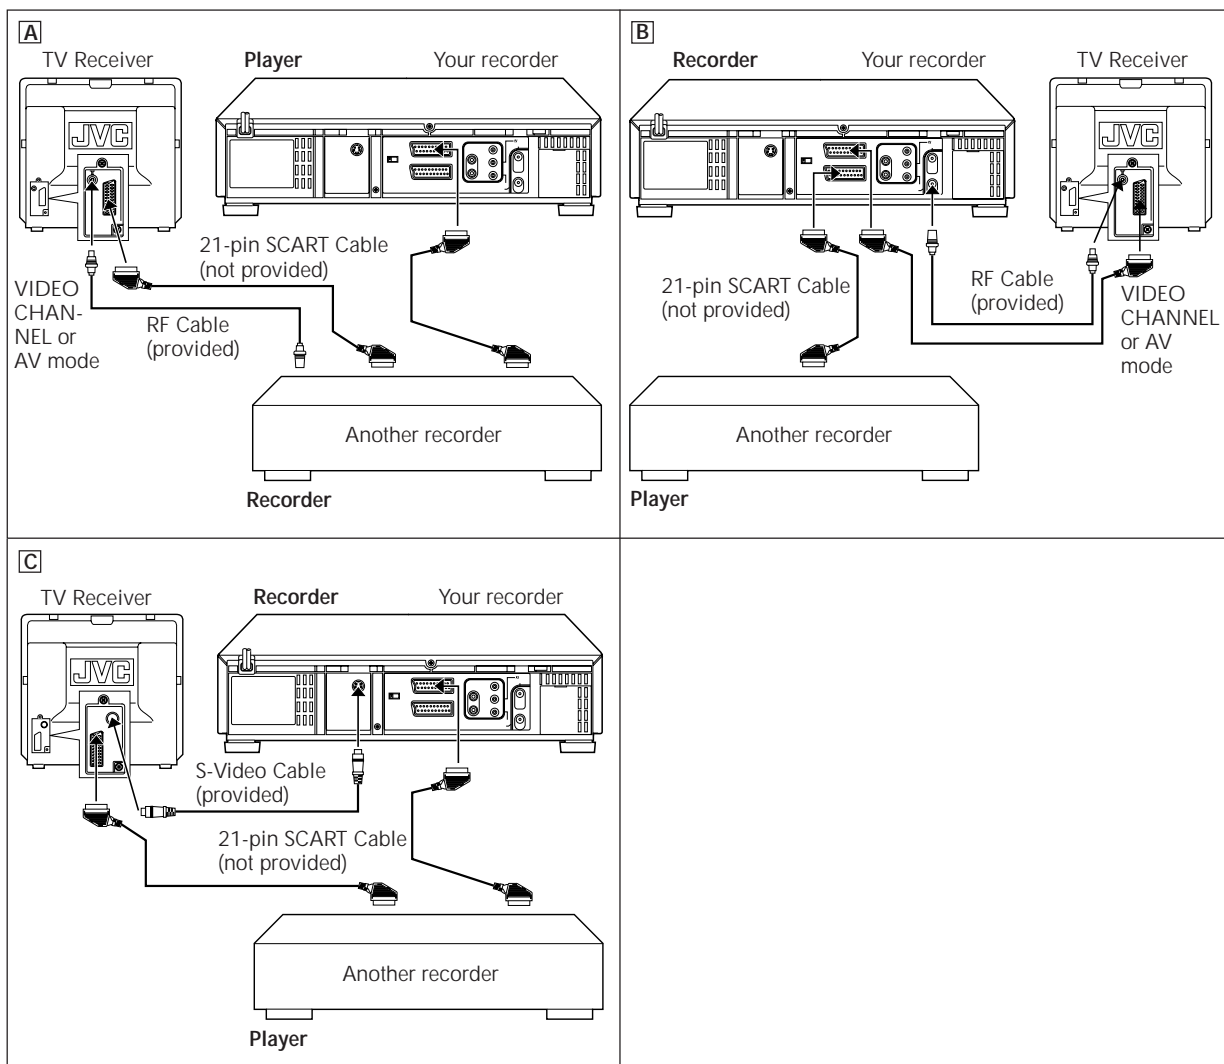 A
TV Receiver
Player
Your recorder
JVC
21-pin SCART Cable
(not provided)
VIDEO
CHAN-
NEL or
AV mode
RF Cable
(provided)
Another recorder
Recorder
B
Recorder
Your recorder
TV Receiver
JVC
21-pin SCART Cable
(not provided)
RF Cable
(provided)
VIDEO
CHANNEL
or AV
mode
Another recorder
Player
C
TV Receiver
Recorder
Your recorder
JVC
S-Video Cable
(provided)
21-pin SCART Cable
(not provided)
Another recorder
Player